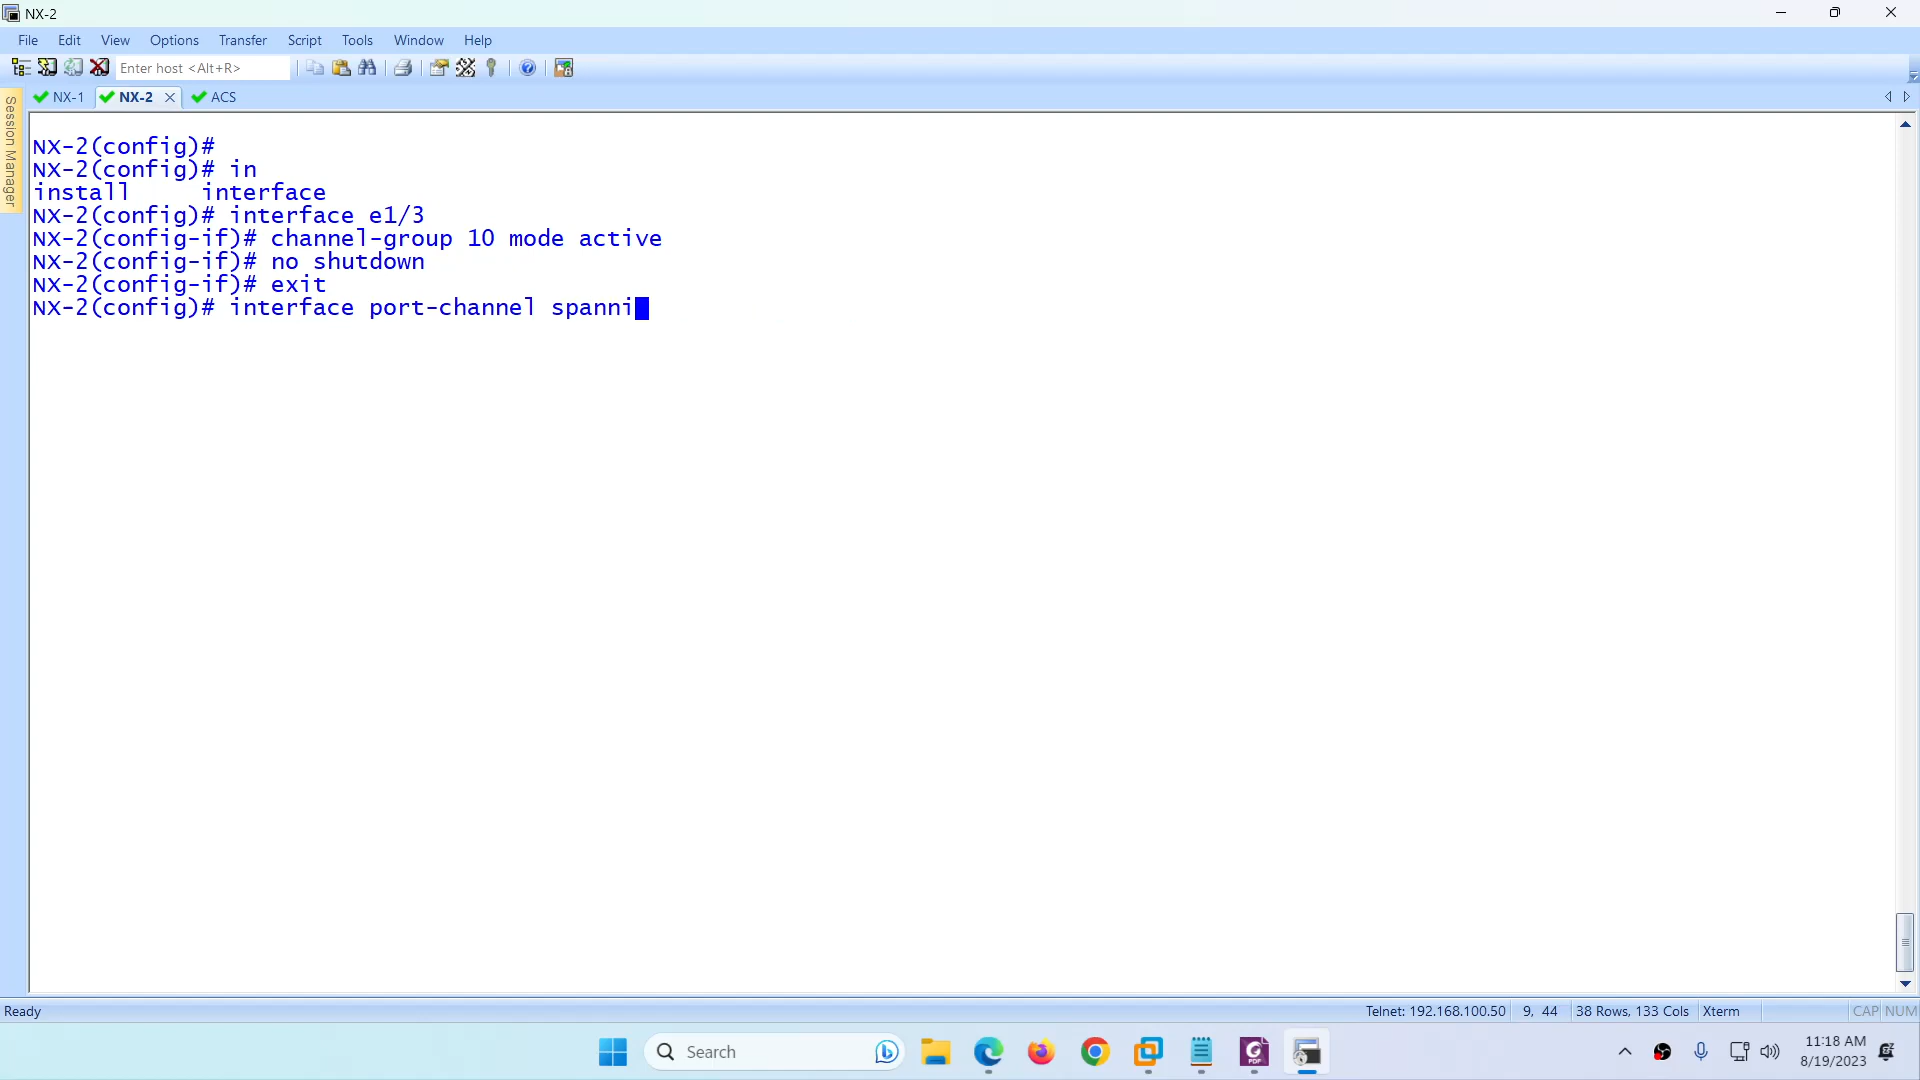 NX-2
File Edit View Options Transfer Script Tools Window Help
Enter host <Alt+R>
NX-1 NX-2 ACS
Session Manager
NX-2(config)#
NX-2(config)# in
install interface
NX-2(config)# interface e1/3
NX-2(config-if)# channel-group 10 mode active
NX-2(config-if)# no shutdown
NX-2(config-if)# exit
NX-2(config)# interface port-channel spanni
Ready Telnet: 192.168.100.50 9, 44 38 Rows, 133 Cols Xterm CAP NUM
Search 11:18 AM
8/19/2023